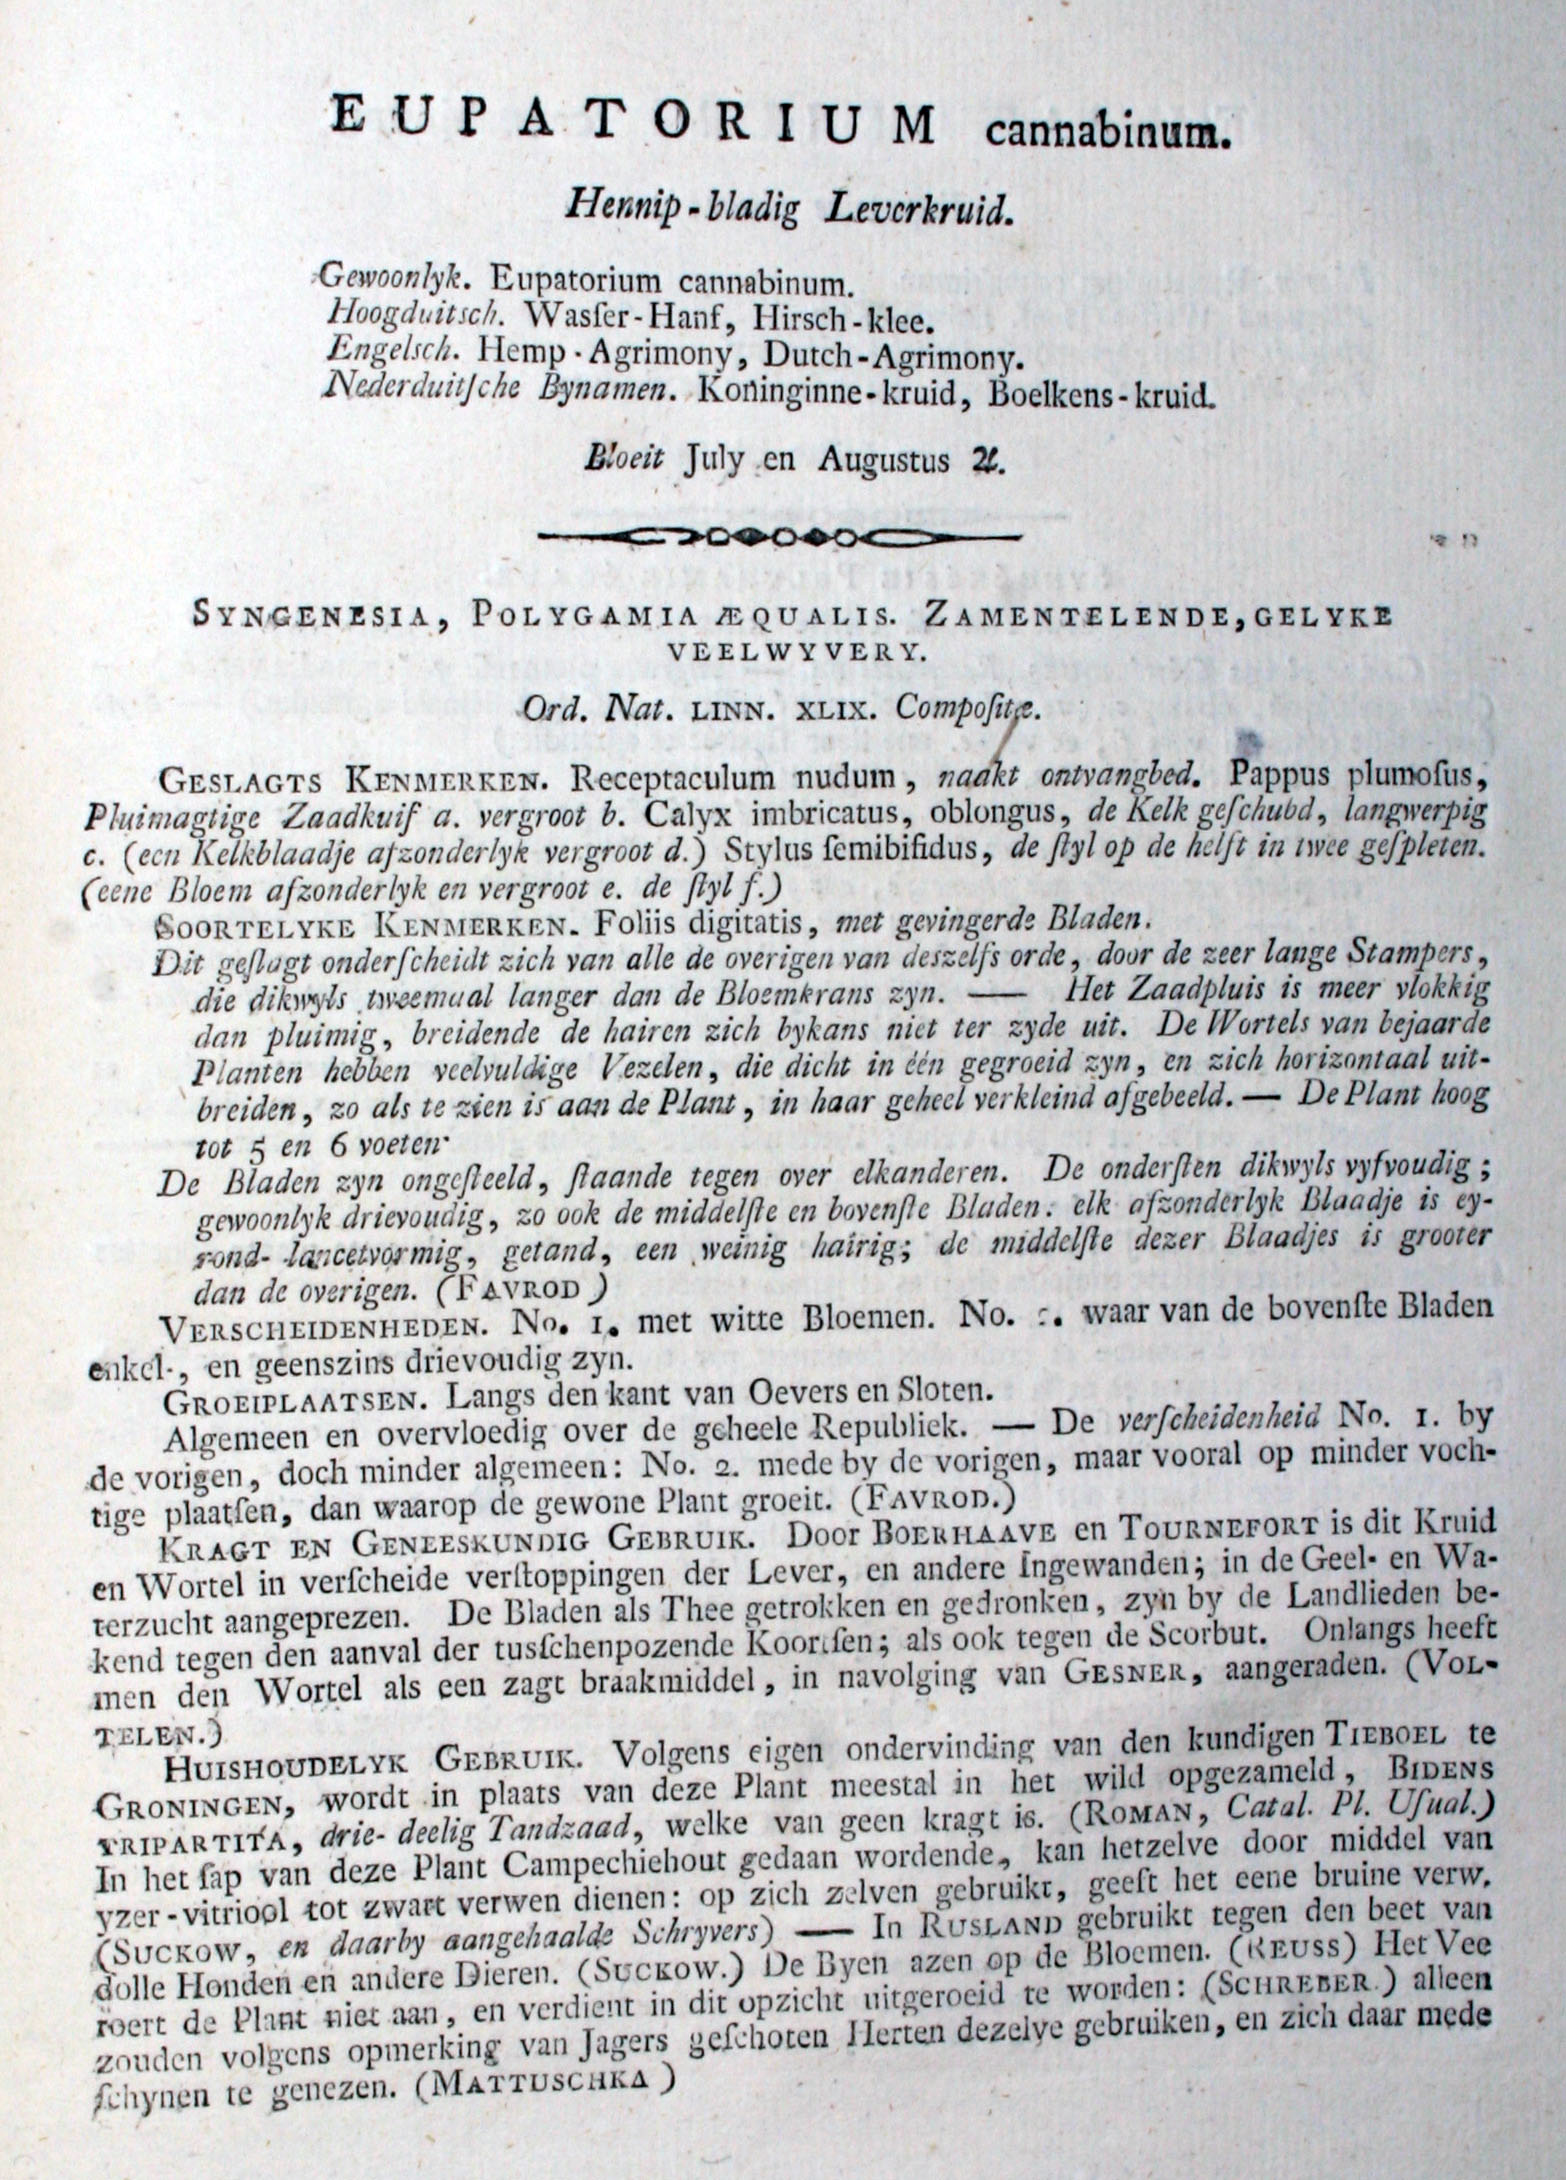 EUPATORIUM cannabinum.
Hennip-bladig Leverkruid.
Gewoonlyk. Eupatorium cannabinum.
Hoogduitsch. Wasſer-Hanf, Hirsch-klee.
Engelsch. Hemp-Agrimony, Dutch-Agrimony.
Nederduitſche Bynamen. Koninginne-kruid, Boelkens-kruid.
Bloeit July en Augustus ♃.
SYNGENESIA, POLYGAMIA ÆQUALIS. ZAMENTELENDE, GELYKE
VEELWYVERY.
Ord. Nat. LINN. XLIX. Compoſitæ.
GESLAGTS KENMERKEN. Receptaculum nudum, naakt ontvangbed. Pappus plumoſus,
Pluimagtige Zaadkuif a. vergroot b. Calyx imbricatus, oblongus, de Kelk geſchubd, langwerpig
c. (een Kelkblaadje afzonderlyk vergroot d.) Stylus ſemibifidus, de ſtyl op de helft in twee geſpleten.
(eene Bloem afzonderlyk en vergroot e. de ſtyl f.)
SOORTELYKE KENMERKEN. Foliis digitatis, met gevingerde Bladen.
Dit geſlagt onderſcheidt zich van alle de overigen van deszelfs orde, door de zeer lange Stampers,
die dikwyls tweemaal langer dan de Bloemkrans zyn. — Het Zaadpluis is meer vlokkig
dan pluimig, breidende de hairen zich bykans niet ter zyde uit. De Wortels van bejaarde
Planten hebben veelvuldige Vezelen, die dicht in één gegroeid zyn, en zich horizontaal uit-
breiden, zo als te zien is aan de Plant, in haar geheel verkleind afgebeeld. — De Plant hoog
tot 5 en 6 voeten.
De Bladen zyn ongeſteeld, ſtaande tegen over elkanderen. De onderſten dikwyls vyfvoudig;
gewoonlyk drievoudig, zo ook de middelſte en bovenſte Bladen: elk afzonderlyk Blaadje is ey-
rond-lancetvormig, getand, een weinig hairig; de middelſte dezer Blaadjes is grooter
dan de overigen. (FAVROD)
VERSCHEIDENHEDEN. No. 1. met witte Bloemen. No. 2. waar van de bovenſte Bladen
enkel-, en geenszins drievoudig zyn.
GROEIPLAATSEN. Langs den kant van Oevers en Sloten.
Algemeen en overvloedig over de geheele Republiek. — De verſcheidenheid No. 1. by
de vorigen, doch minder algemeen: No. 2. mede by de vorigen, maar vooral op minder voch-
tige plaatſen, dan waarop de gewone Plant groeit. (FAVROD.)
KRAGT EN GENEESKUNDIG GEBRUIK. Door BOERHAAVE en TOURNEFORT is dit Kruid
en Wortel in verſcheide verſtoppingen der Lever, en andere Ingewanden; in de Geel- en Wa-
terzucht aangeprezen. De Bladen als Thee getrokken en gedronken, zyn by de Landlieden be-
kend tegen den aanval der tusſchenpozende Koortſen; als ook tegen de Scorbut. Onlangs heeft
men den Wortel als een zagt braakmiddel, in navolging van GESNER, aangeraden. (VOL-
TELEN.)
HUISHOUDELYK GEBRUIK. Volgens eigen ondervinding van den kundigen TIEBOEL te
GRONINGEN, wordt in plaats van deze Plant meestal in het wild opgezameld, BIDENS
TRIPARTITA, drie-deelig Tandzaad, welke van geen kragt is. (ROMAN, Catal. Pl. Uſual.)
In het ſap van deze Plant Campechiehout gedaan wordende, kan hetzelve door middel van
yzer-vitriool tot zwart verwen dienen: op zich zelven gebruikt, geeft het eene bruine verw.
(SUCKOW, en daarby aangehaalde Schryvers) — In RUSLAND gebruikt tegen den beet van
dolle Honden en andere Dieren. (SUCKOW.) De Byen azen op de Bloemen. (REUSS) Het Vee
roert de Plant niet aan, en verdient in dit opzicht uitgeroeid te worden: (SCHREBER.) alleen
zouden volgens opmerking van Jagers geſchoten Herten dezelve gebruiken, en zich daar mede
ſchynen te genezen. (MATTUSCHKA)